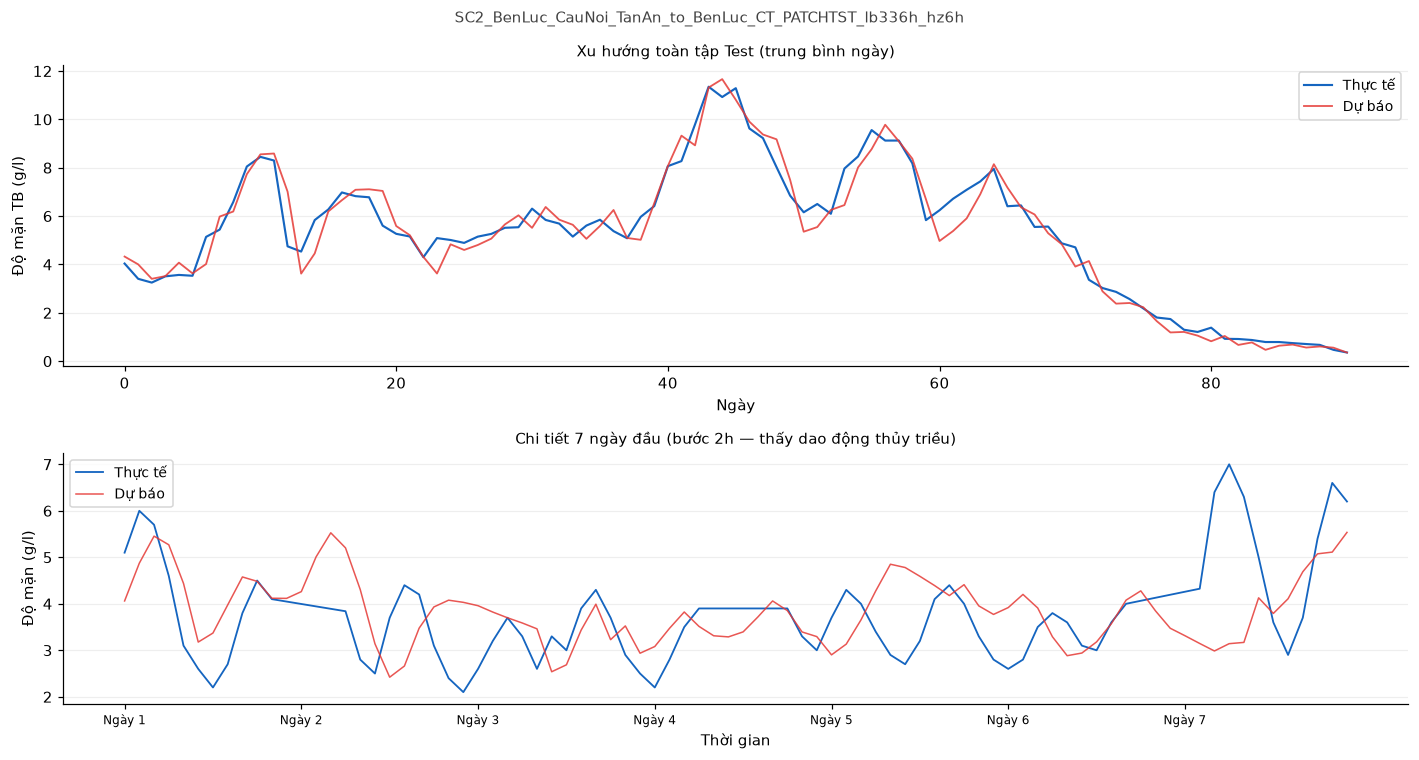 SC2_BenLuc_CauNoi_TanAn_to_BenLuc_CT_PATCHTST_lb336h_hz6h
Xu hướng toàn tập Test (trung bình ngày)
Độ mặn TB (g/l)
12
10
8
6
4
2
0
Thực tế
Dự báo
0
20
40
60
80
Ngày
Chi tiết 7 ngày đầu (bước 2h — thấy dao động thủy triều)
Độ mặn (g/l)
7
6
5
4
3
2
Thực tế
Dự báo
Ngày 1
Ngày 2
Ngày 3
Ngày 4
Ngày 5
Ngày 6
Ngày 7
Thời gian